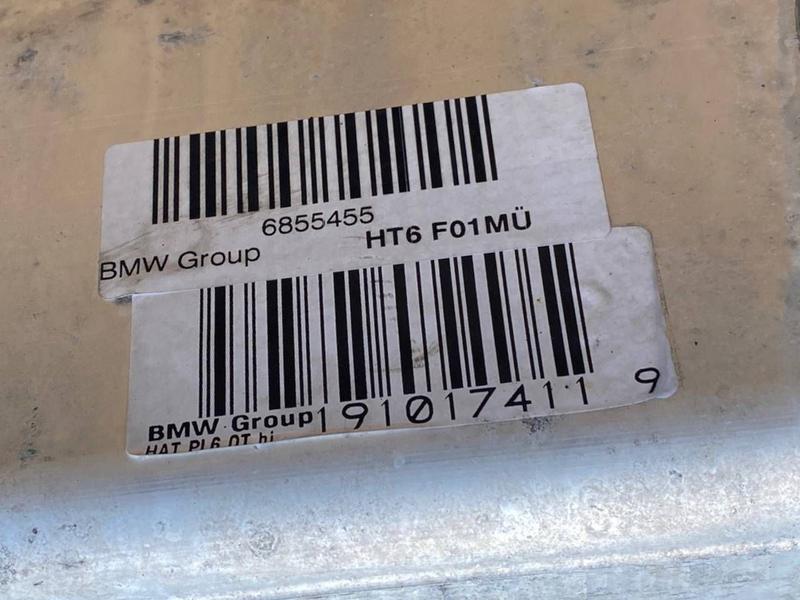 6855455
BMW Group HT6 F01MÜ
BMW Group 191017411 9
HAT PL6 OT hi